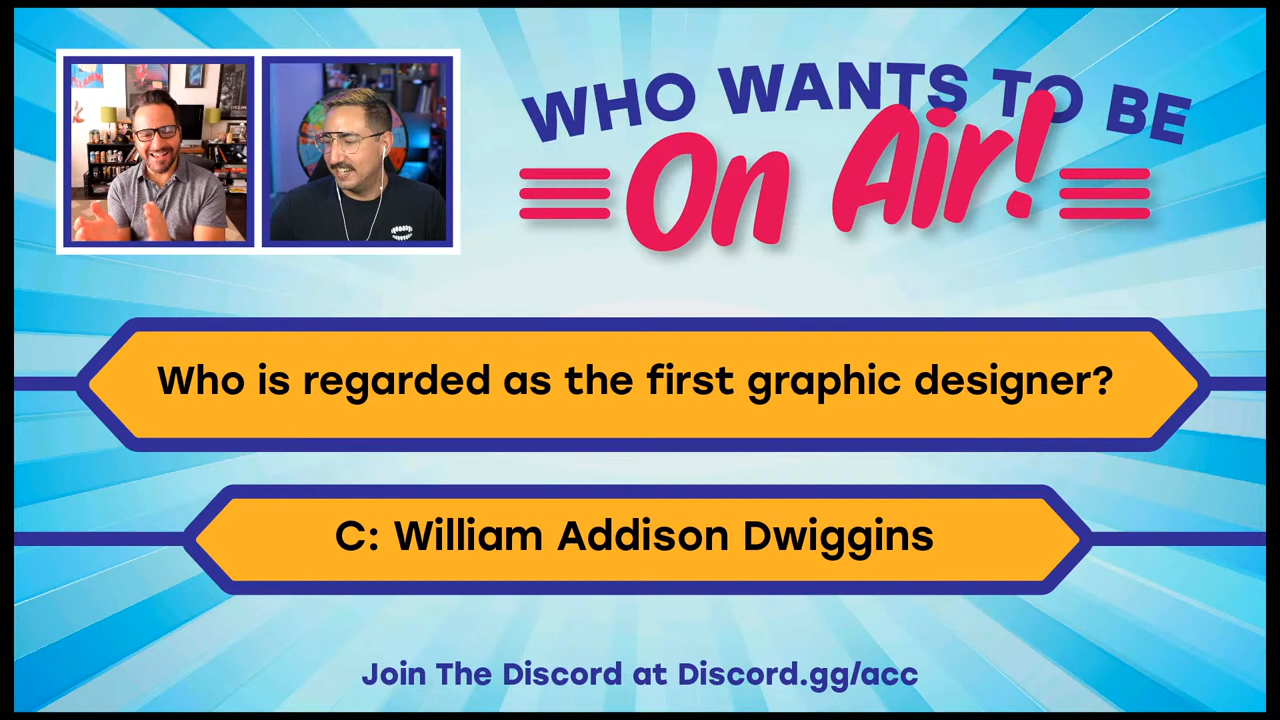 WHO WANTS TO BE
On Air!
Who is regarded as the first graphic designer?
C: William Addison Dwiggins
Join The Discord at Discord.gg/acc